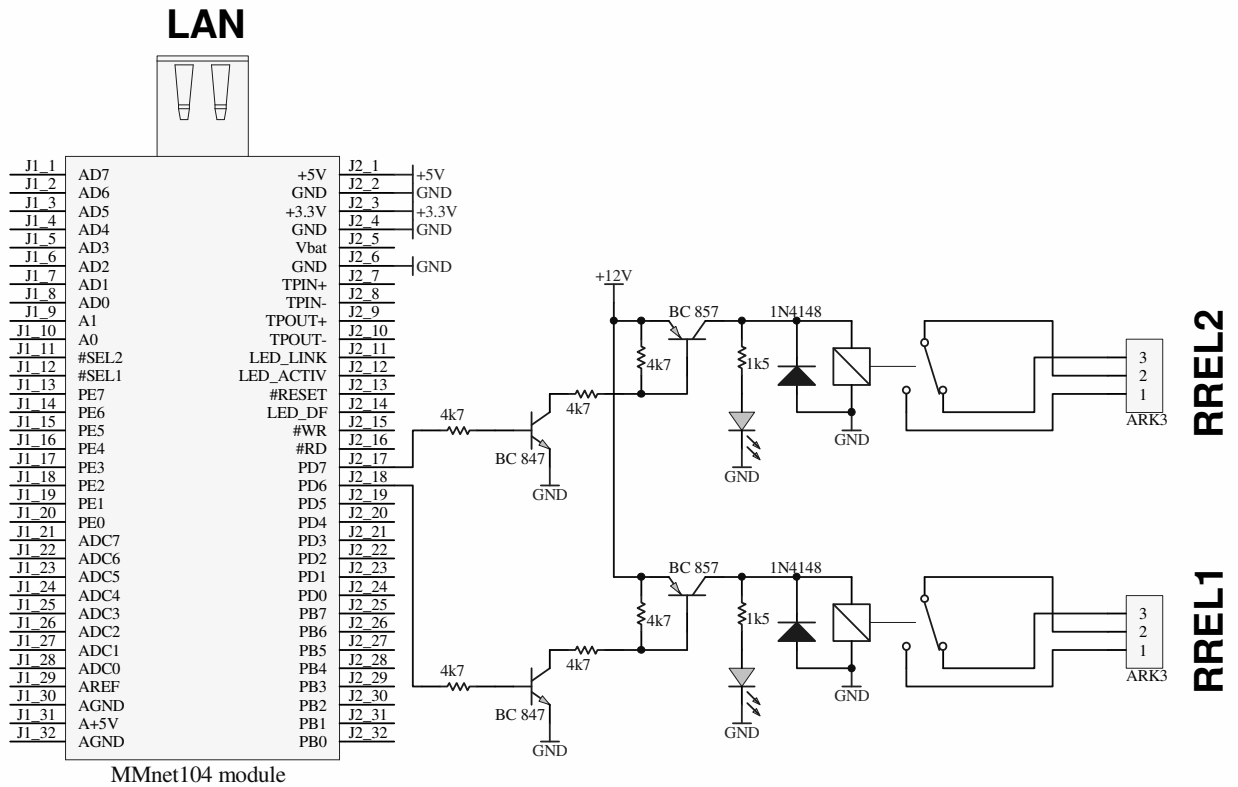 LAN
J1_1 AD7 +5V J2_1 +5V
J1_2 AD6 GND J2_2 GND
J1_3 AD5 +3.3V J2_3 +3.3V
J1_4 AD4 GND J2_4 GND
J1_5 AD3 Vbat J2_5
J1_6 AD2 GND J2_6 GND
J1_7 AD1 TPIN+ J2_7
J1_8 AD0 TPIN- J2_8
J1_9 A1 TPOUT+ J2_9
J1_10 A0 TPOUT- J2_10
J1_11 #SEL2 LED_LINK J2_11
J1_12 #SEL1 LED_ACTIV J2_12
J1_13 PE7 #RESET J2_13
J1_14 PE6 LED_DF J2_14
J1_15 PE5 #WR J2_15
J1_16 PE4 #RD J2_16
J1_17 PE3 PD7 J2_17
J1_18 PE2 PD6 J2_18
J1_19 PE1 PD5 J2_19
J1_20 PE0 PD4 J2_20
J1_21 ADC7 PD3 J2_21
J1_22 ADC6 PD2 J2_22
J1_23 ADC5 PD1 J2_23
J1_24 ADC4 PD0 J2_24
J1_25 ADC3 PB7 J2_25
J1_26 ADC2 PB6 J2_26
J1_27 ADC1 PB5 J2_27
J1_28 ADC0 PB4 J2_28
J1_29 AREF PB3 J2_29
J1_30 AGND PB2 J2_30
J1_31 A+5V PB1 J2_31
J1_32 AGND PB0 J2_32
MMnet104 module
+12V
BC 857 1N4148
4k7 1k5
3
2
1
ARK3
RREL2
4k7
4k7
BC 847
GND
GND
GND
BC 857 1N4148
4k7 1k5
3
2
1
ARK3
RREL1
4k7
4k7
BC 847
GND
GND
GND